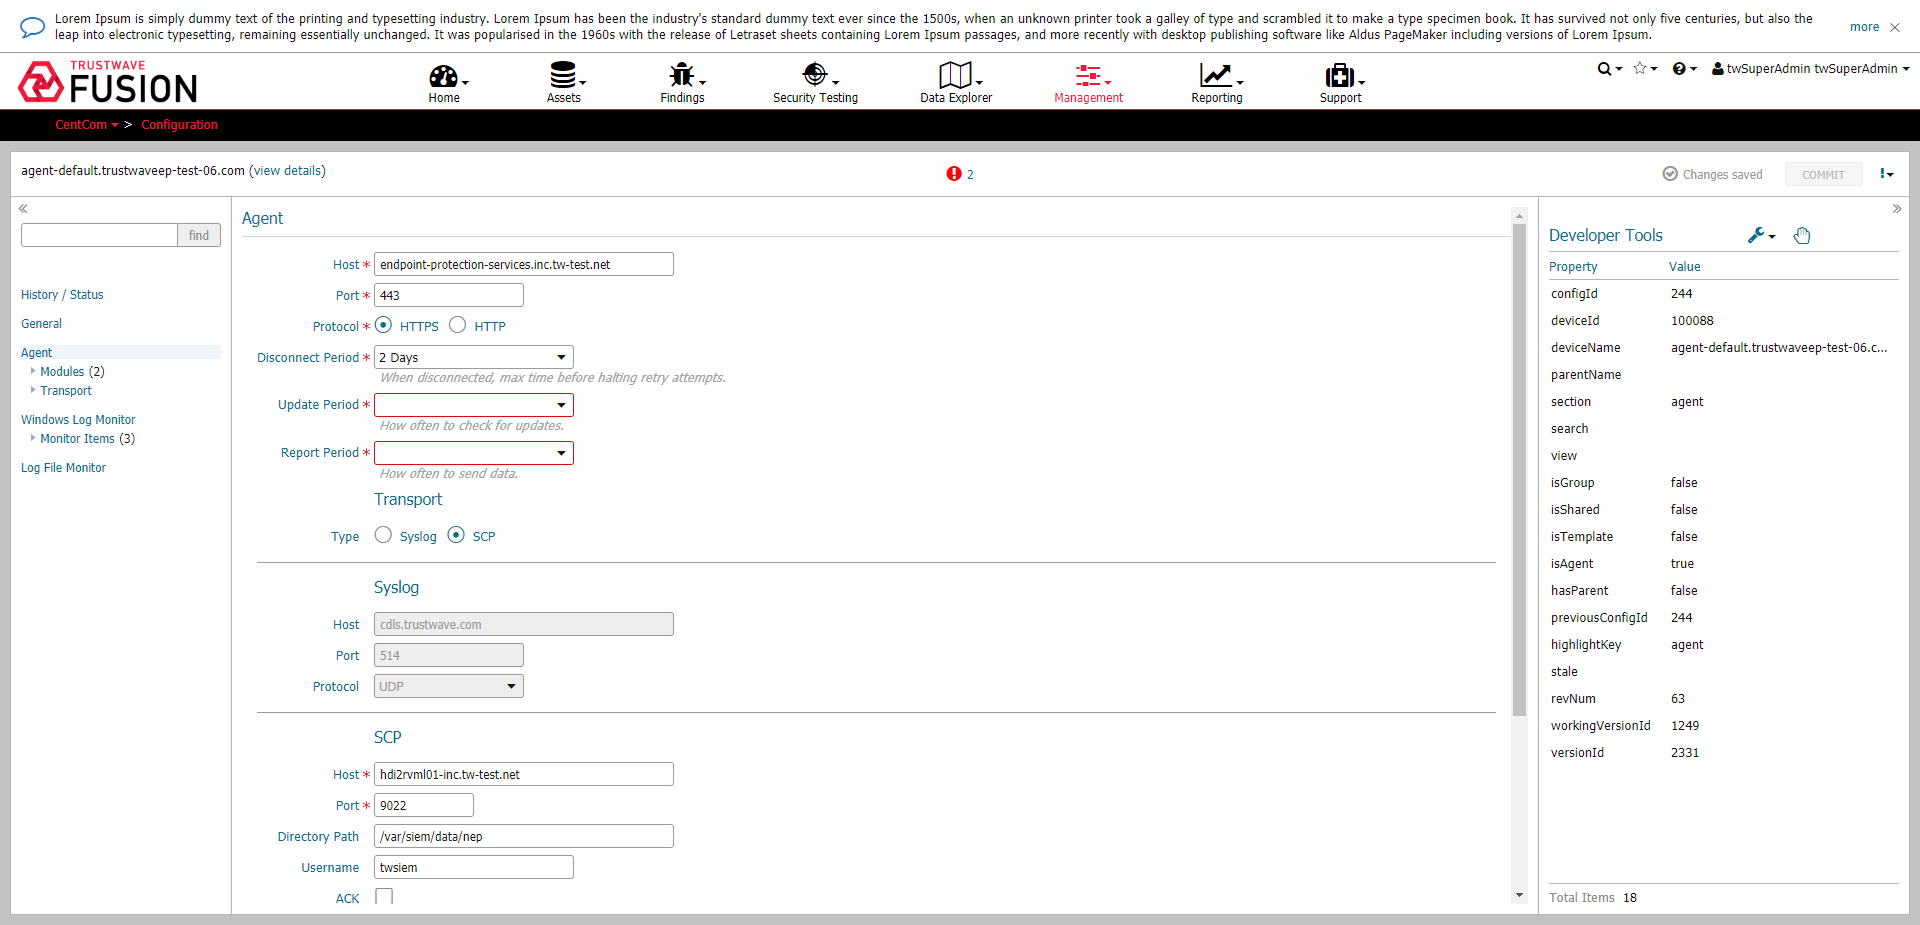 Lorem Ipsum is simply dummy text of the printing and typesetting industry. Lorem Ipsum has been the industry's standard dummy text ever since the 1500s, when an unknown printer took a galley of type and scrambled it to make a type specimen book. It has survived not only five centuries, but also the
leap into electronic typesetting, remaining essentially unchanged. It was popularised in the 1960s with the release of Letraset sheets containing Lorem Ipsum passages, and more recently with desktop publishing software like Aldus PageMaker including versions of Lorem Ipsum.
more
TRUSTWAVE
FUSION
Home
Assets
Findings
Security Testing
Data Explorer
Management
Reporting
Support
twSuperAdmin twSuperAdmin
CentCom > Configuration
agent-default.trustwaveep-test-06.com (view details)
2
Changes saved
COMMIT
find
History / Status
General
Agent
Modules (2)
Transport
Windows Log Monitor
Monitor Items (3)
Log File Monitor
Agent
Host * endpoint-protection-services.inc.tw-test.net
Port * 443
Protocol * HTTPS HTTP
Disconnect Period * 2 Days
When disconnected, max time before halting retry attempts.
Update Period *
How often to check for updates.
Report Period *
How often to send data.
Transport
Type Syslog SCP
Syslog
Host cdls.trustwave.com
Port 514
Protocol UDP
SCP
Host * hdi2rvml01-inc.tw-test.net
Port * 9022
Directory Path /var/siem/data/nep
Username twsiem
ACK
Developer Tools
Property Value
configId 244
deviceId 100088
deviceName agent-default.trustwaveep-test-06.c...
parentName
section agent
search
view
isGroup false
isShared false
isTemplate false
isAgent true
hasParent false
previousConfigId 244
highlightKey agent
stale
revNum 63
workingVersionId 1249
versionId 2331
Total Items 18